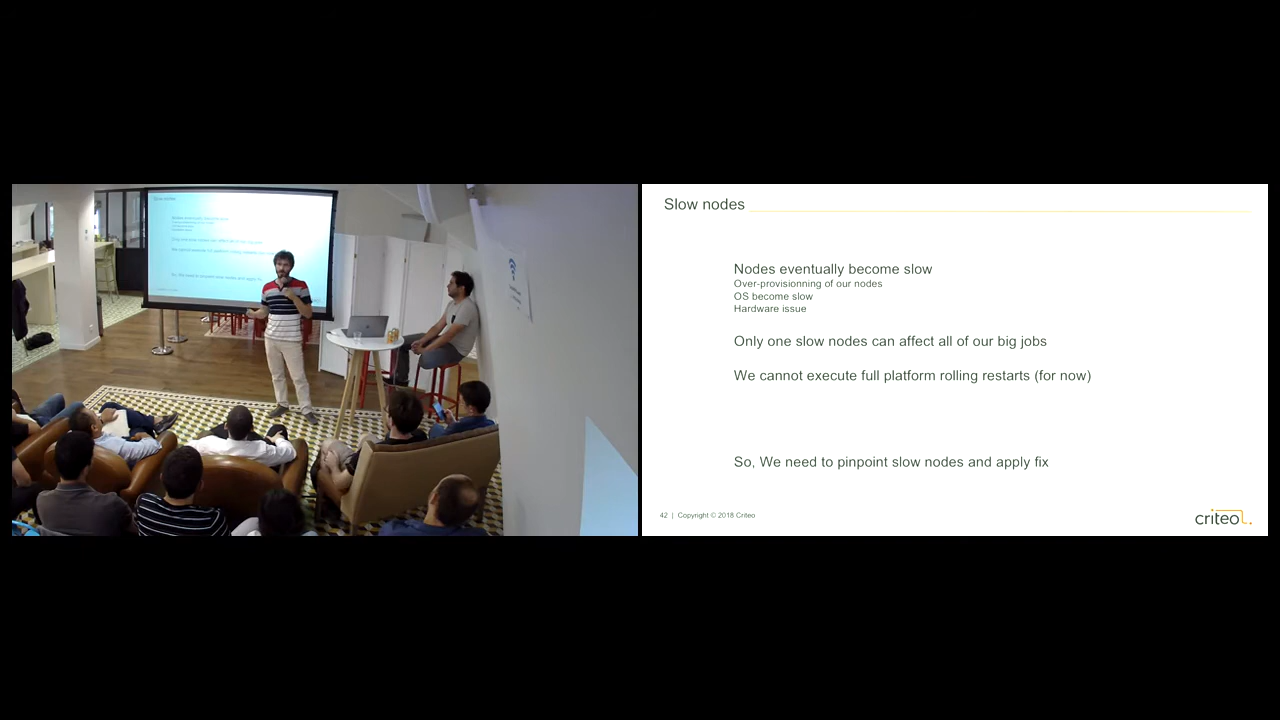 Slow nodes
Nodes eventually become slow
Over-provisionning of our nodes
OS become slow
Hardware issue
Only one slow nodes can affect all of our big jobs
We cannot execute full platform rolling restarts (for now)
So, We need to pinpoint slow nodes and apply fix
42 | Copyright © 2018 Criteo
criteo